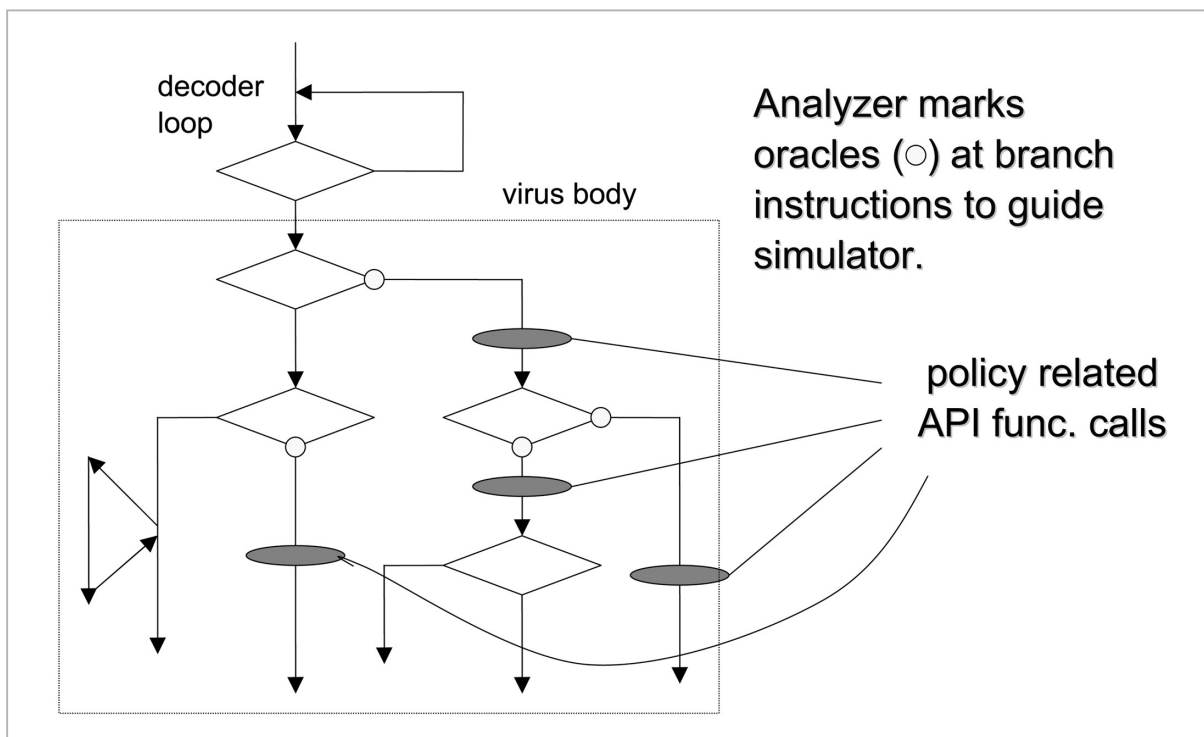 decoder
loop
virus body
Analyzer marks
oracles (○) at branch
instructions to guide
simulator.
policy related
API func. calls